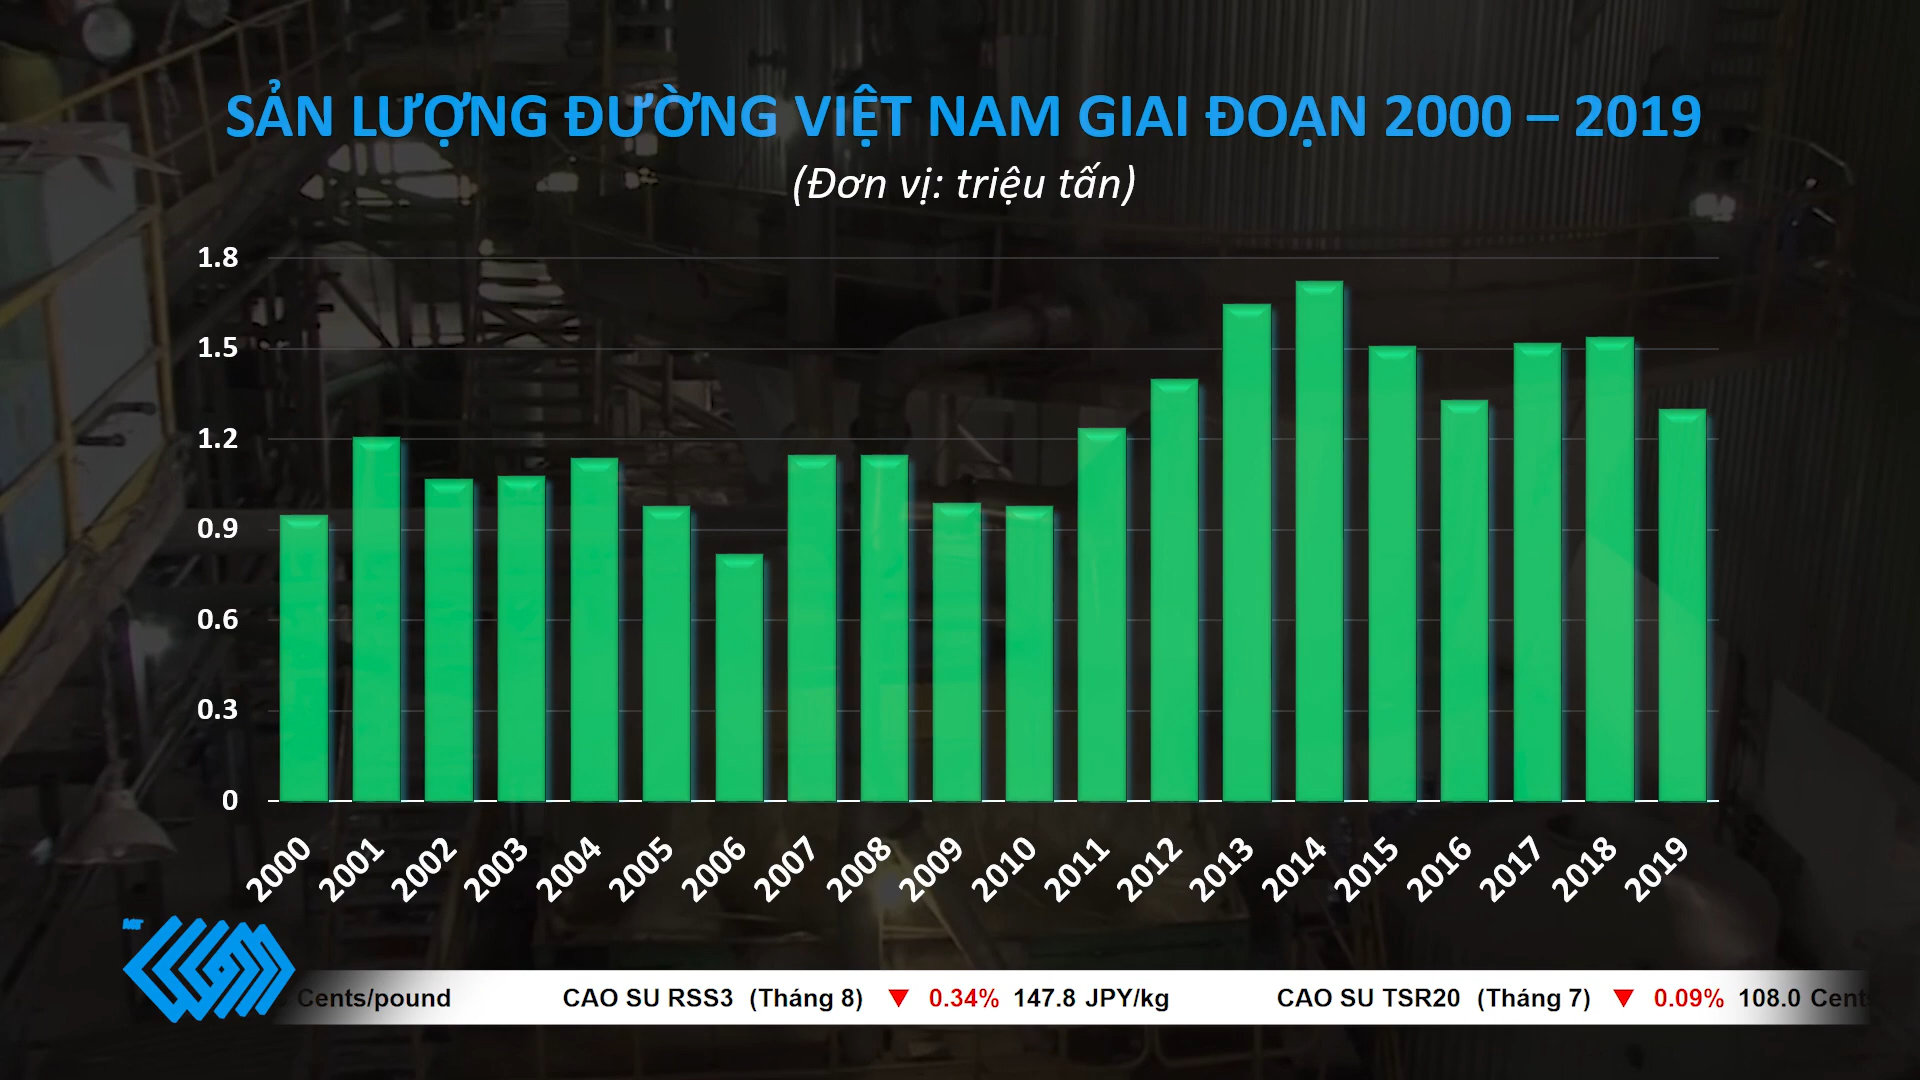 SẢN LƯỢNG ĐƯỜNG VIỆT NAM GIAI ĐOẠN 2000 – 2019
(Đơn vị: triệu tấn)
1.8
1.5
1.2
0.9
0.6
0.3
0
2000 2001 2002 2003 2004 2005 2006 2007 2008 2009 2010 2011 2012 2013 2014 2015 2016 2017 2018 2019
Cents/pound CAO SU RSS3 (Tháng 8) ▼ 0.34% 147.8 JPY/kg CAO SU TSR20 (Tháng 7) ▼ 0.09% 108.0 Cent